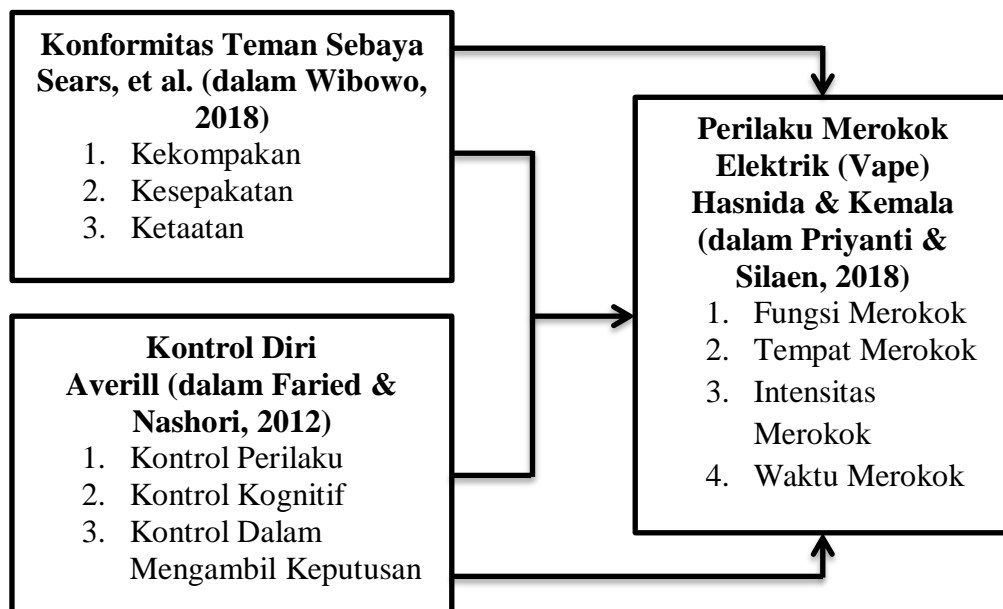 Konformitas Teman Sebaya
Sears, et al. (dalam Wibowo,
2018)
1. Kekompakan
2. Kesepakatan
3. Ketaatan
Kontrol Diri
Averill (dalam Faried &
Nashori, 2012)
1. Kontrol Perilaku
2. Kontrol Kognitif
3. Kontrol Dalam
Mengambil Keputusan
Perilaku Merokok
Elektrik (Vape)
Hasnida & Kemala
(dalam Priyanti &
Silaen, 2018)
1. Fungsi Merokok
2. Tempat Merokok
3. Intensitas
Merokok
4. Waktu Merokok